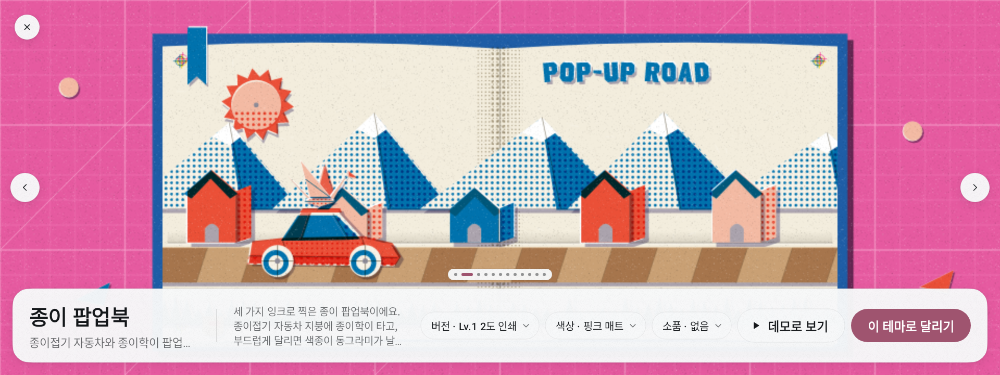 POP-UP ROAD
종이 팝업북
종이접기 자동차와 종이학이 팝업...
세 가지 잉크로 찍은 종이 팝업북이에요.
종이접기 자동차 지붕에 종이학이 타고,
부드럽게 달리면 색종이 동그라미가 날...
버전 · Lv.1 2도 인쇄
색상 · 핑크 매트
소품 · 없음
데모로 보기
이 테마로 달리기